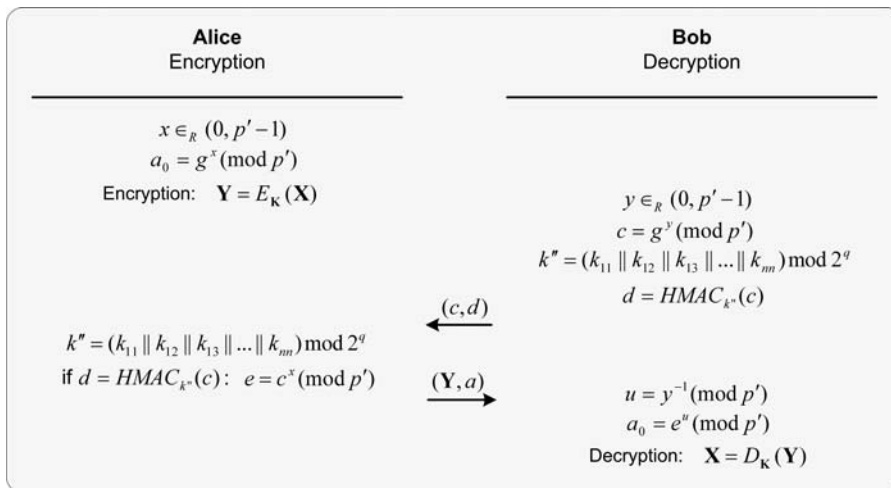 Alice
Encryption
x ∈_R (0, p′−1)
a_0 = g^x (mod p′)
Encryption: Y = E_K(X)
Bob
Decryption
y ∈_R (0, p′−1)
c = g^y (mod p′)
k″ = (k_11 || k_12 || k_13 || ... || k_nn) mod 2^q
d = HMAC_k″(c)
(c,d)
k″ = (k_11 || k_12 || k_13 || ... || k_nn) mod 2^q
if d = HMAC_k″(c): e = c^x (mod p′)
(Y,a)
u = y^−1 (mod p′)
a_0 = e^u (mod p′)
Decryption: X = D_K(Y)